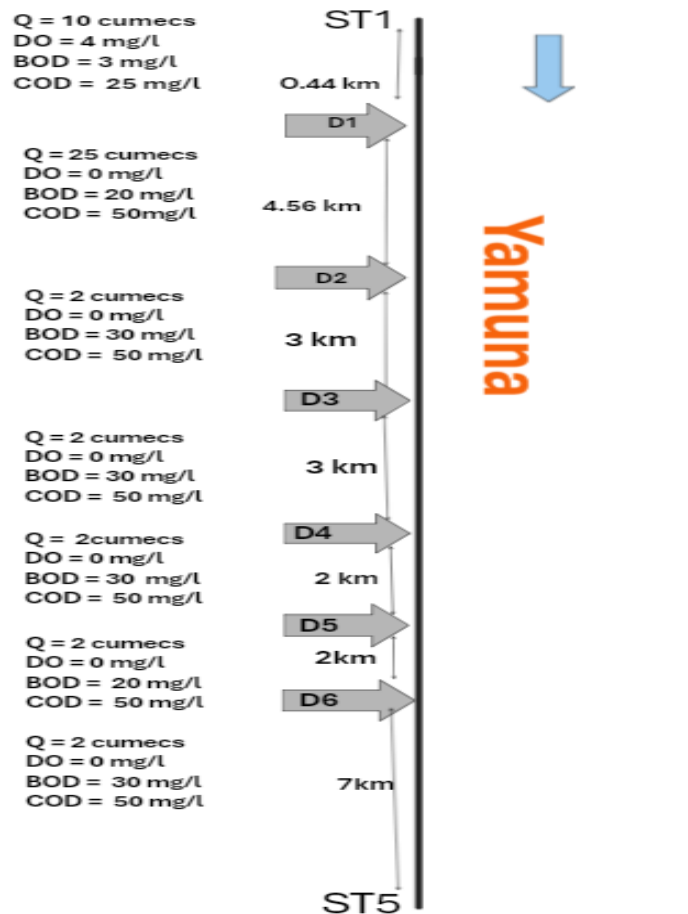 Q = 10 cumecs
DO = 4 mg/l
BOD = 3 mg/l
COD = 25 mg/l
ST1
0.44 km
D1
Q = 25 cumecs
DO = 0 mg/l
BOD = 20 mg/l
COD = 50mg/l
4.56 km
D2
Yamuna
Q = 2 cumecs
DO = 0 mg/l
BOD = 30 mg/l
COD = 50 mg/l
3 km
D3
Q = 2 cumecs
DO = 0 mg/l
BOD = 30 mg/l
COD = 50 mg/l
3 km
D4
Q = 2cumecs
DO = 0 mg/l
BOD = 30 mg/l
COD = 50 mg/l
2 km
D5
Q = 2 cumecs
DO = 0 mg/l
BOD = 20 mg/l
COD = 50 mg/l
2km
D6
Q = 2 cumecs
DO = 0 mg/l
BOD = 30 mg/l
COD = 50 mg/l
7km
ST5